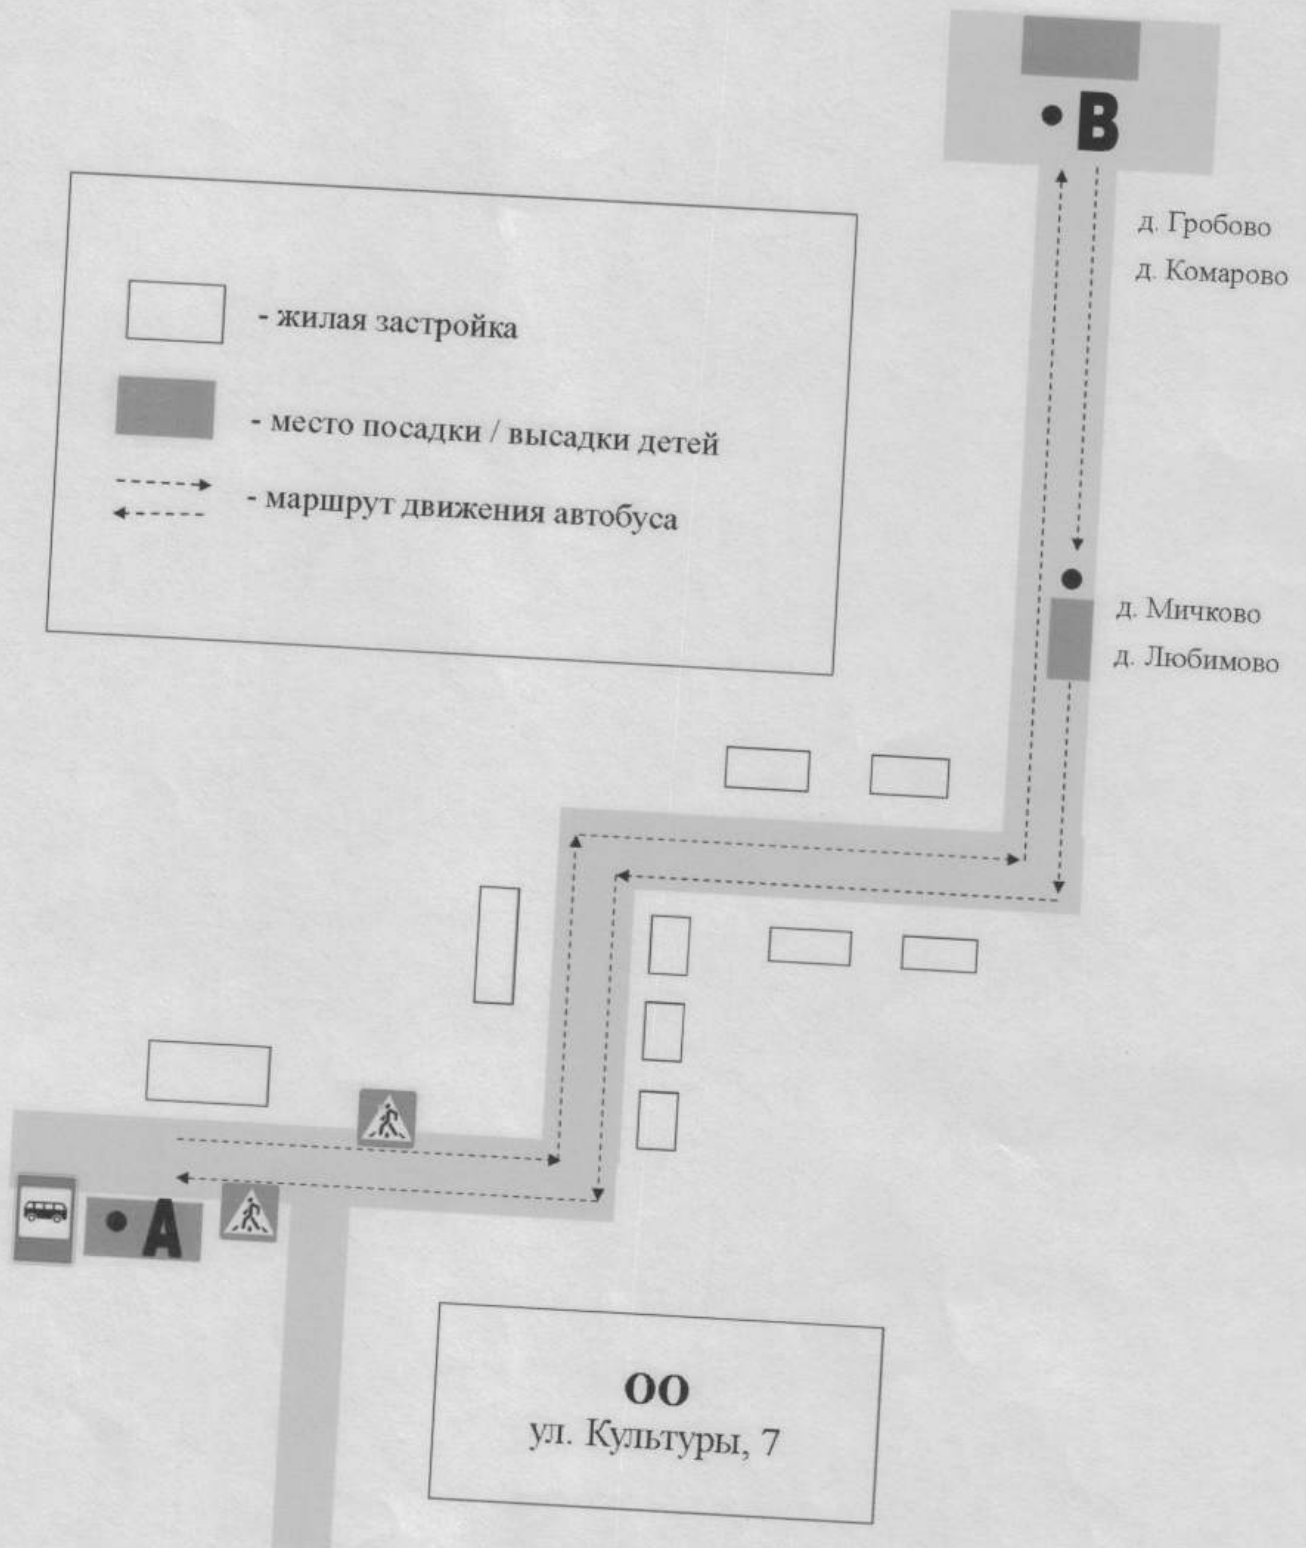 В
д. Гробово
д. Комарово
- жилая застройка
- место посадки / высадки детей
- маршрут движения автобуса
д. Мичково
д. Любимово
А
ОО
ул. Культуры, 7